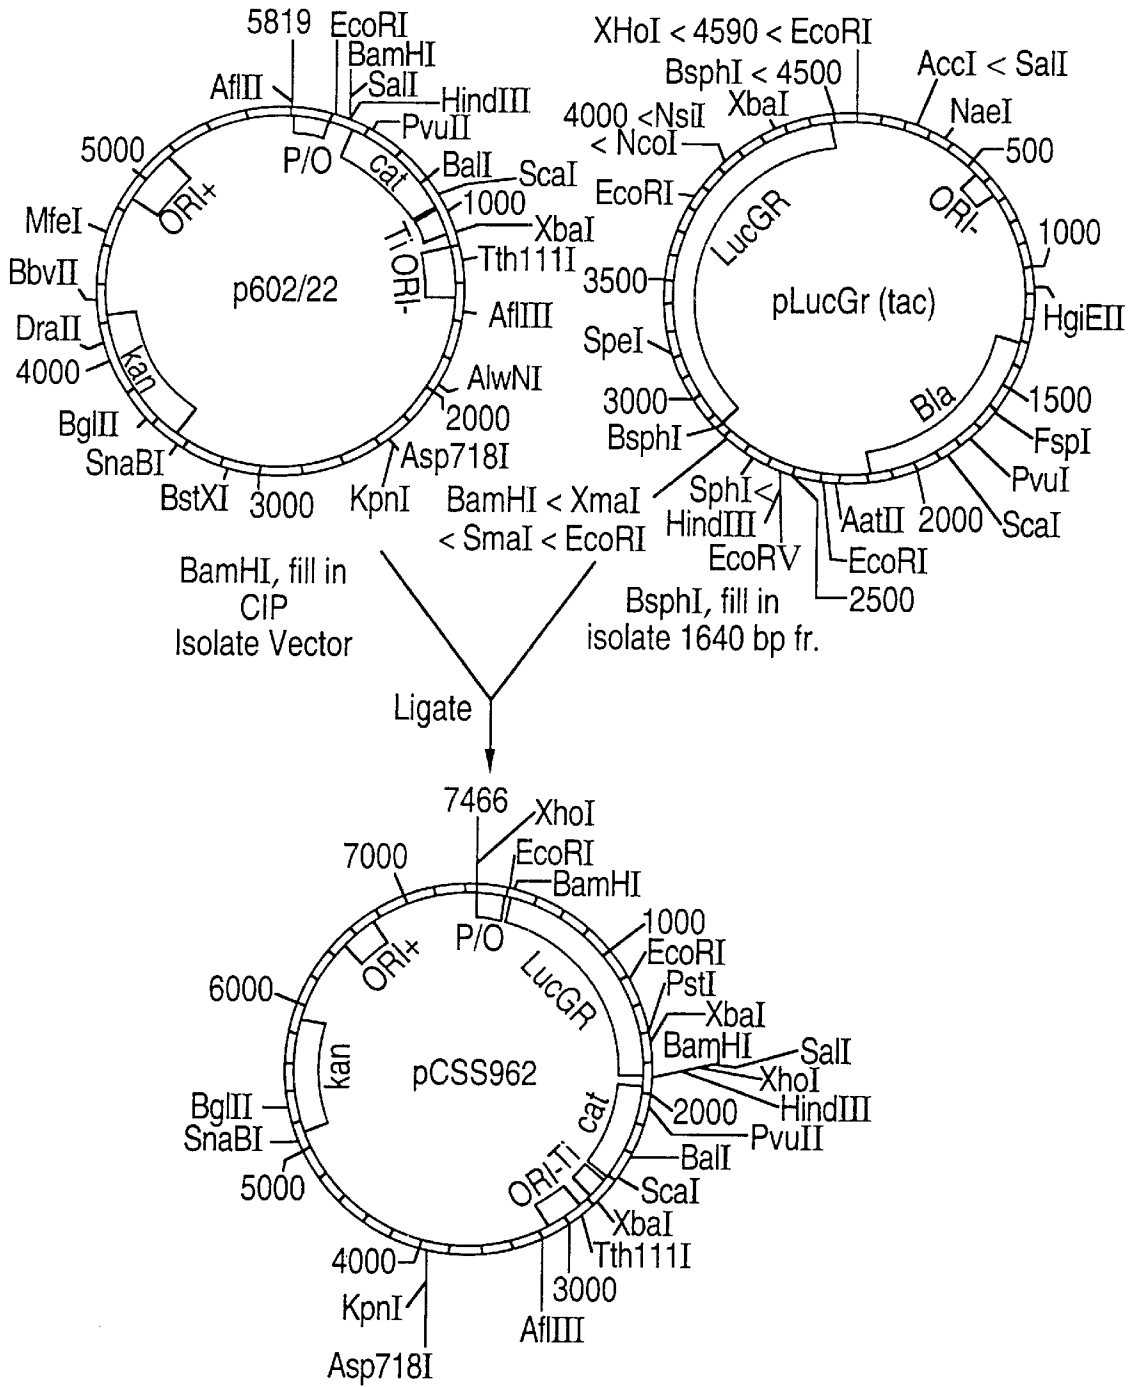 5819
EcoRI
BamHI
AflII
SalI
HindIII
PvuII
5000
P/O
cat
BalI
ScaI
ORI+
1000
MfeI
XbaI
Ti
ORI-
Tth111I
BbvII
p602/22
AflIII
DraII
4000
kan
AlwNI
2000
BglII
SnaBI
Asp718I
BstXI
3000
KpnI
XHoI < 4590 < EcoRI
BsphI < 4500
AccI < SalI
XbaI
NaeI
4000 <NsiI
< NcoI
500
EcoRI
LucGR
ORI-
1000
3500
pLucGr (tac)
HgiEII
SpeI
Bla
3000
1500
BsphI
FspI
PvuI
SphI<
BamHI < XmaI
HindIII
AatII
2000
ScaI
< SmaI < EcoRI
EcoRV
EcoRI
2500
BamHI, fill in
CIP
Isolate Vector
BsphI, fill in
isolate 1640 bp fr.
Ligate
7466
XhoI
7000
EcoRI
BamHI
P/O
1000
ORI+
EcoRI
LucGR
PstI
6000
XbaI
BamHI
SalI
kan
pCSS962
XhoI
HindIII
2000
BglII
cat
PvuII
SnaBI
BalI
5000
ORI-Ti
ScaI
XbaI
Tth111I
4000
3000
KpnI
AflIII
Asp718I